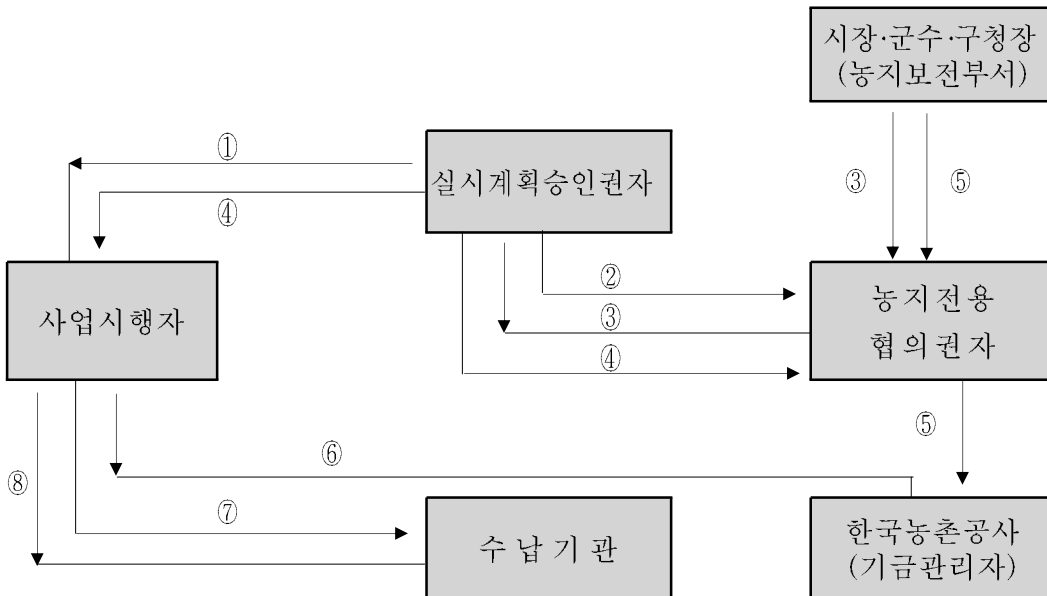 시장·군수·구청장
(농지보전부서)
①
실시계획승인권자
③
⑤
④
②
농지전용
사업시행자
③
협의권자
④
⑤
⑥
⑧
⑦
한국농촌공사
수납기관
(기금관리자)